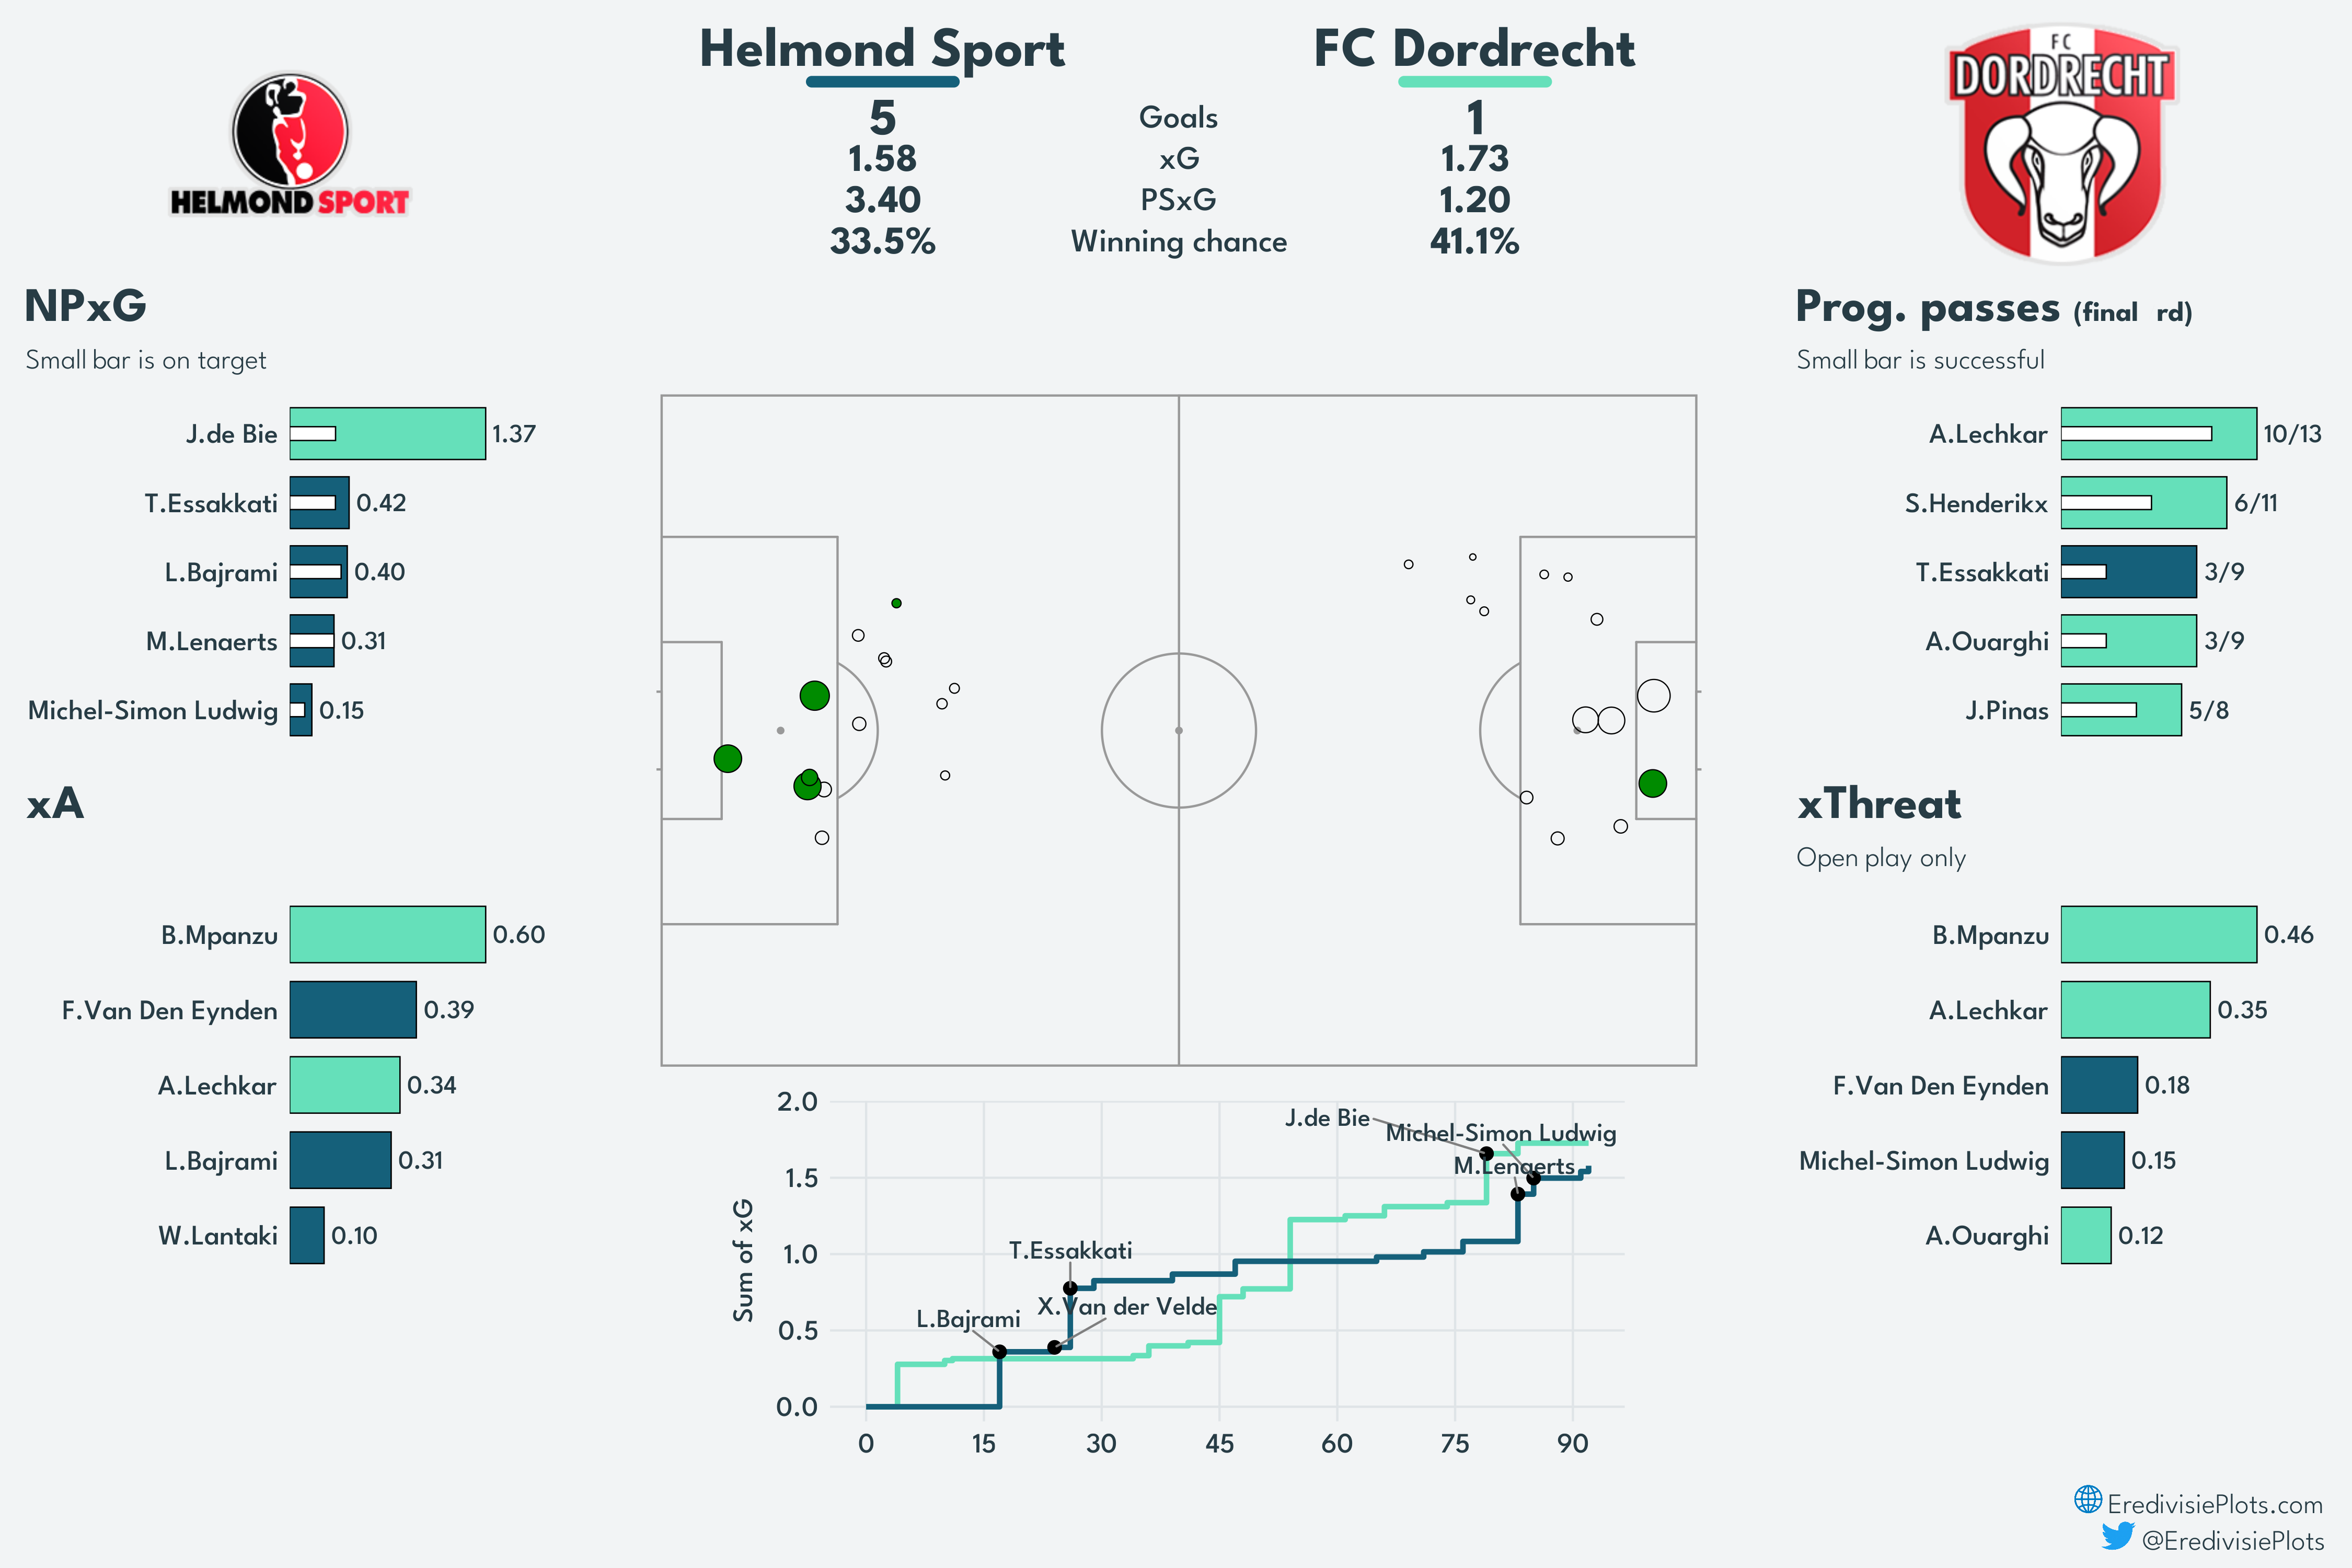 Helmond Sport
FC Dordrecht
5 Goals 1
1.58 xG 1.73
3.40 PSxG 1.20
33.5% Winning chance 41.1%
HELMOND SPORT
FC
DORDRECHT
NPxG
Small bar is on target
J.de Bie 1.37
T.Essakkati 0.42
L.Bajrami 0.40
M.Lenaerts 0.31
Michel-Simon Ludwig 0.15
xA
B.Mpanzu 0.60
F.Van Den Eynden 0.39
A.Lechkar 0.34
L.Bajrami 0.31
W.Lantaki 0.10
Prog. passes (final rd)
Small bar is successful
A.Lechkar 10/13
S.Henderikx 6/11
T.Essakkati 3/9
A.Ouarghi 3/9
J.Pinas 5/8
xThreat
Open play only
B.Mpanzu 0.46
A.Lechkar 0.35
F.Van Den Eynden 0.18
Michel-Simon Ludwig 0.15
A.Ouarghi 0.12
Sum of xG
2.0
1.5
1.0
0.5
0.0
J.de Bie
Michel-Simon Ludwig
M.Lenaerts
T.Essakkati
X.Van der Velde
L.Bajrami
0 15 30 45 60 75 90
EredivisiePlots.com
@EredivisiePlots